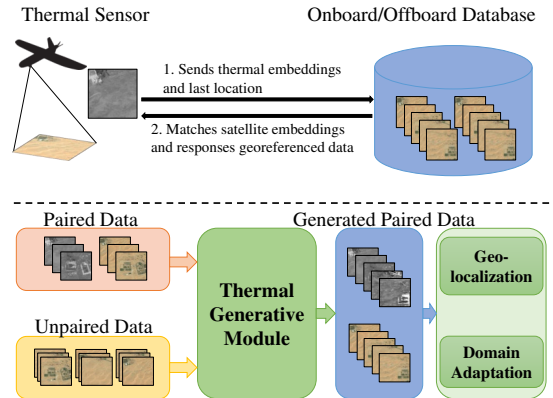 Thermal Sensor
Onboard/Offboard Database
1. Sends thermal embeddings
and last location
2. Matches satellite embeddings
and responses georeferenced data
Paired Data
Generated Paired Data
Unpaired Data
Thermal
Generative
Module
Geo-
localization
Domain
Adaptation